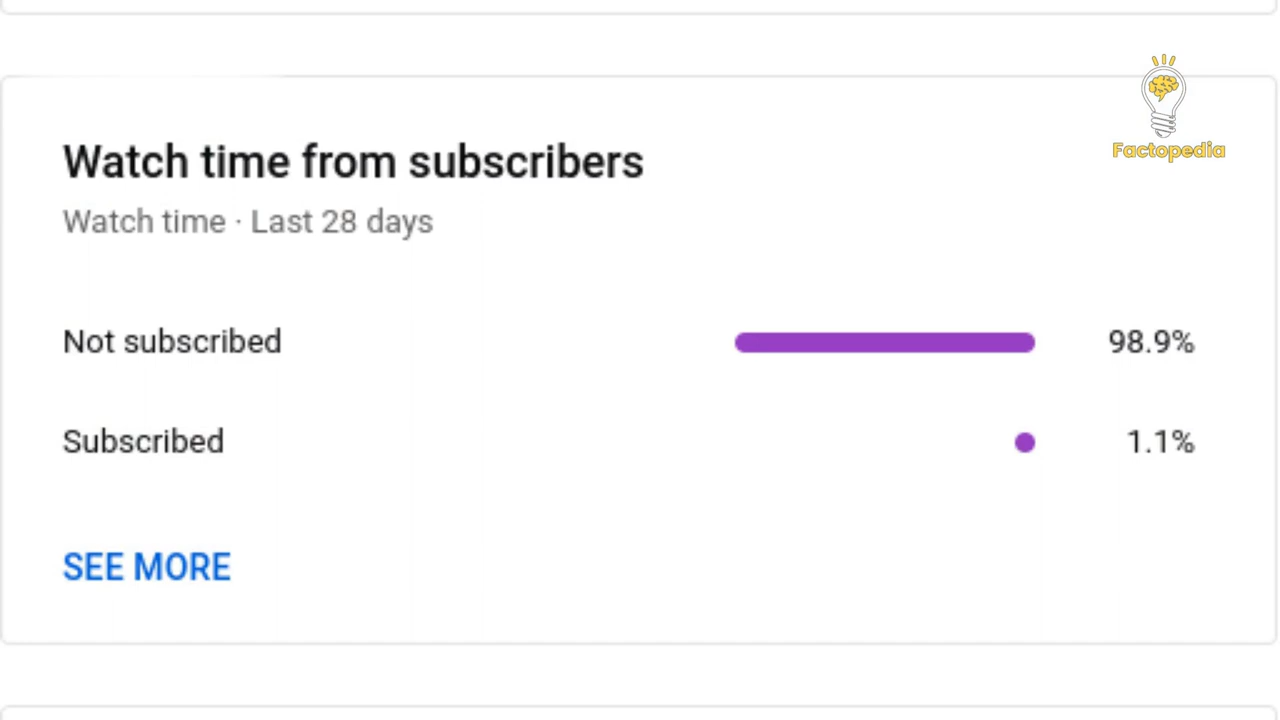 Factopedia
Watch time from subscribers
Watch time · Last 28 days
Not subscribed 98.9%
Subscribed 1.1%
SEE MORE